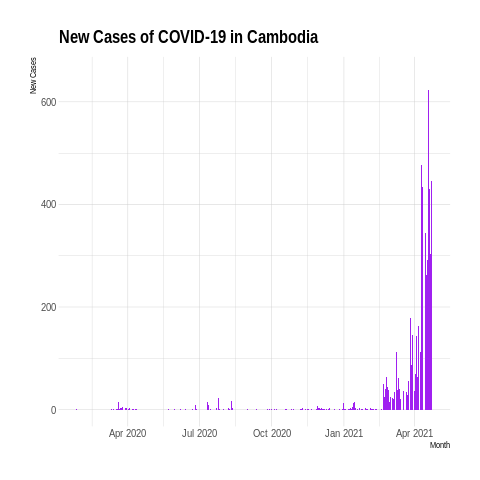 New Cases of COVID-19 in Cambodia
New Cases
600
400
200
0
Apr 2020 Jul 2020 Oct 2020 Jan 2021 Apr 2021
Month